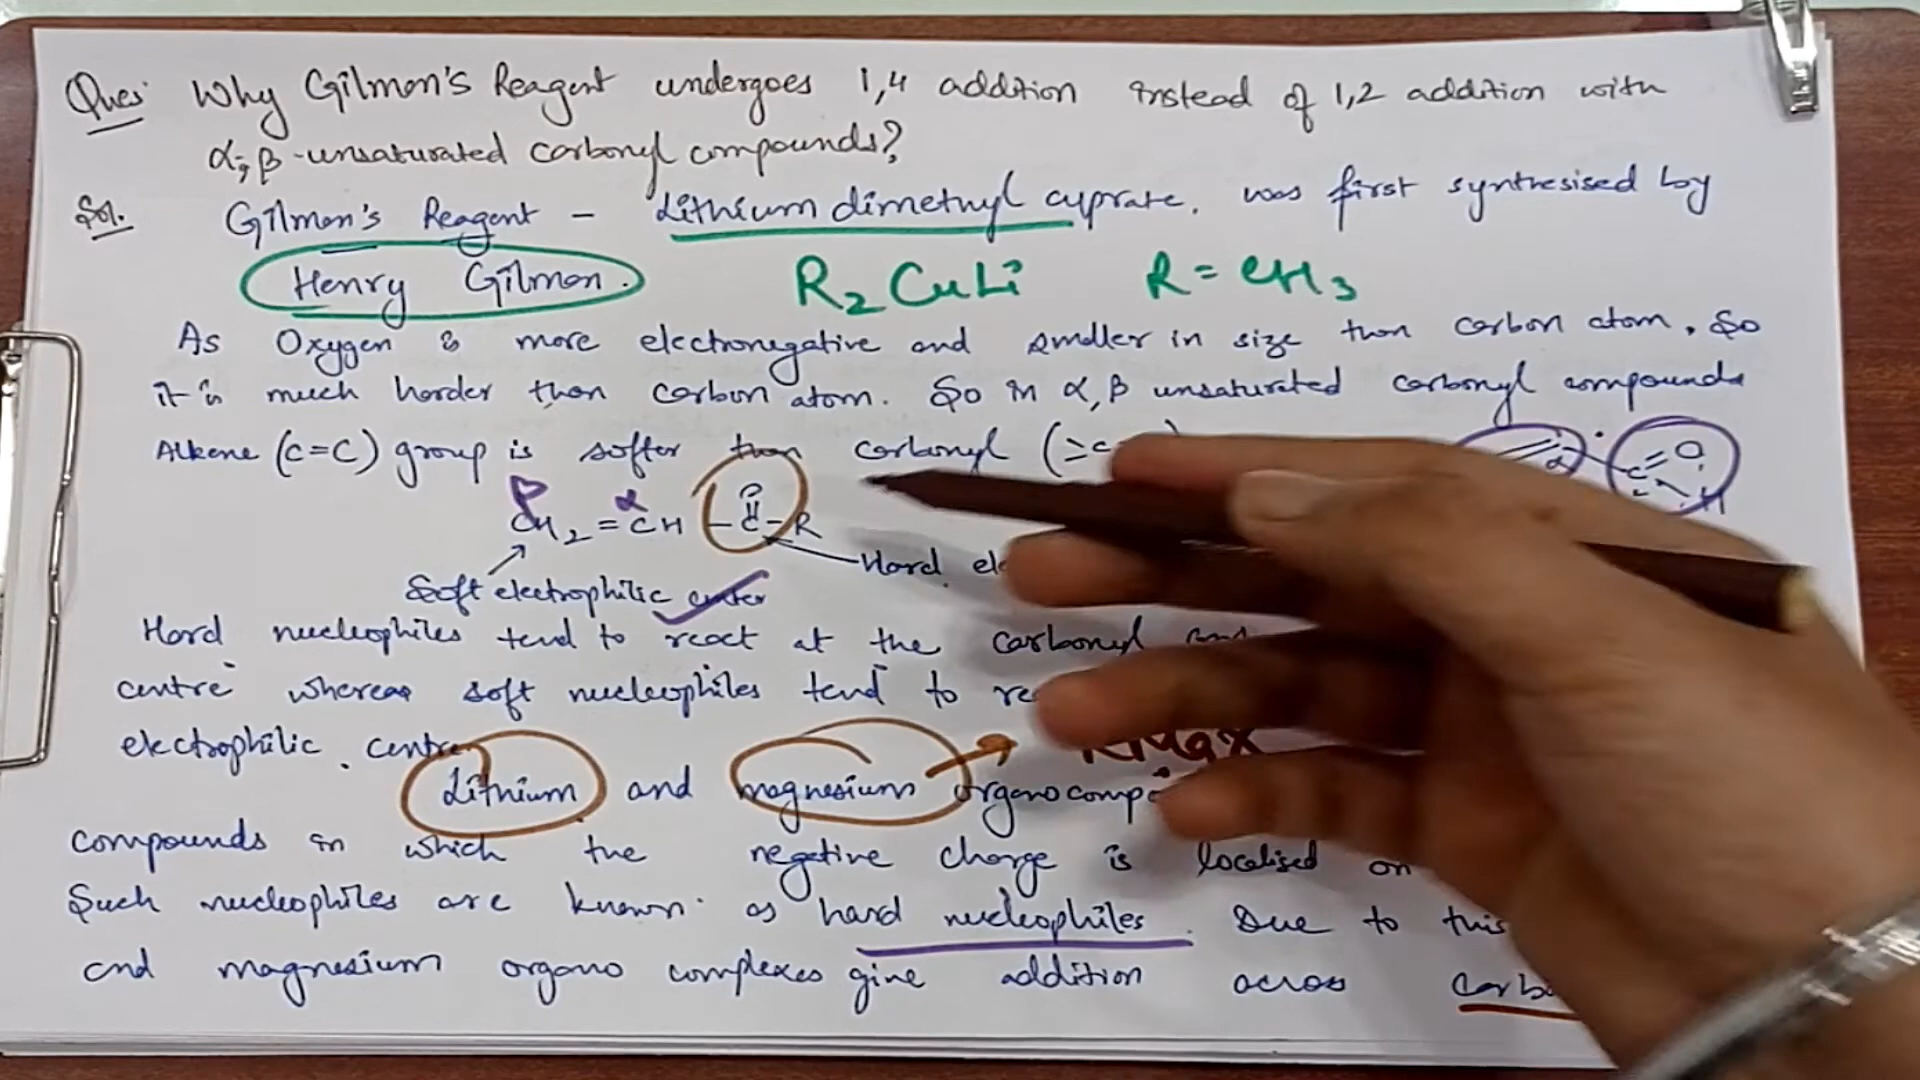 Ques Why Gilman's Reagent undergoes 1,4 addition instead of 1,2 addition with
α,β-unsaturated carbonyl compounds?
Sol. Gilman's Reagent - Lithium dimethyl cyprate. was first synthesised by
Henry Gilman. R2CuLi R = CH3
As Oxygen is more electronegative and smaller in size than carbon atom. So
it is much harder than carbon atom. So in α,β unsaturated carbonyl compounds
Alkene (C=C) group is softer than carbonyl
β α O
CH2 = CH - C - R
Hard
Soft electrophilic center
Hard nucleophiles tend to react at the carbonyl
centre whereas soft nucleophiles tend to
electrophilic centre
RMgX
Lithium and magnesium
compounds in which the negative charge is localised on
Such nucleophiles are known as hard nucleophiles. Due to this
and magnesium organo complexes give addition across